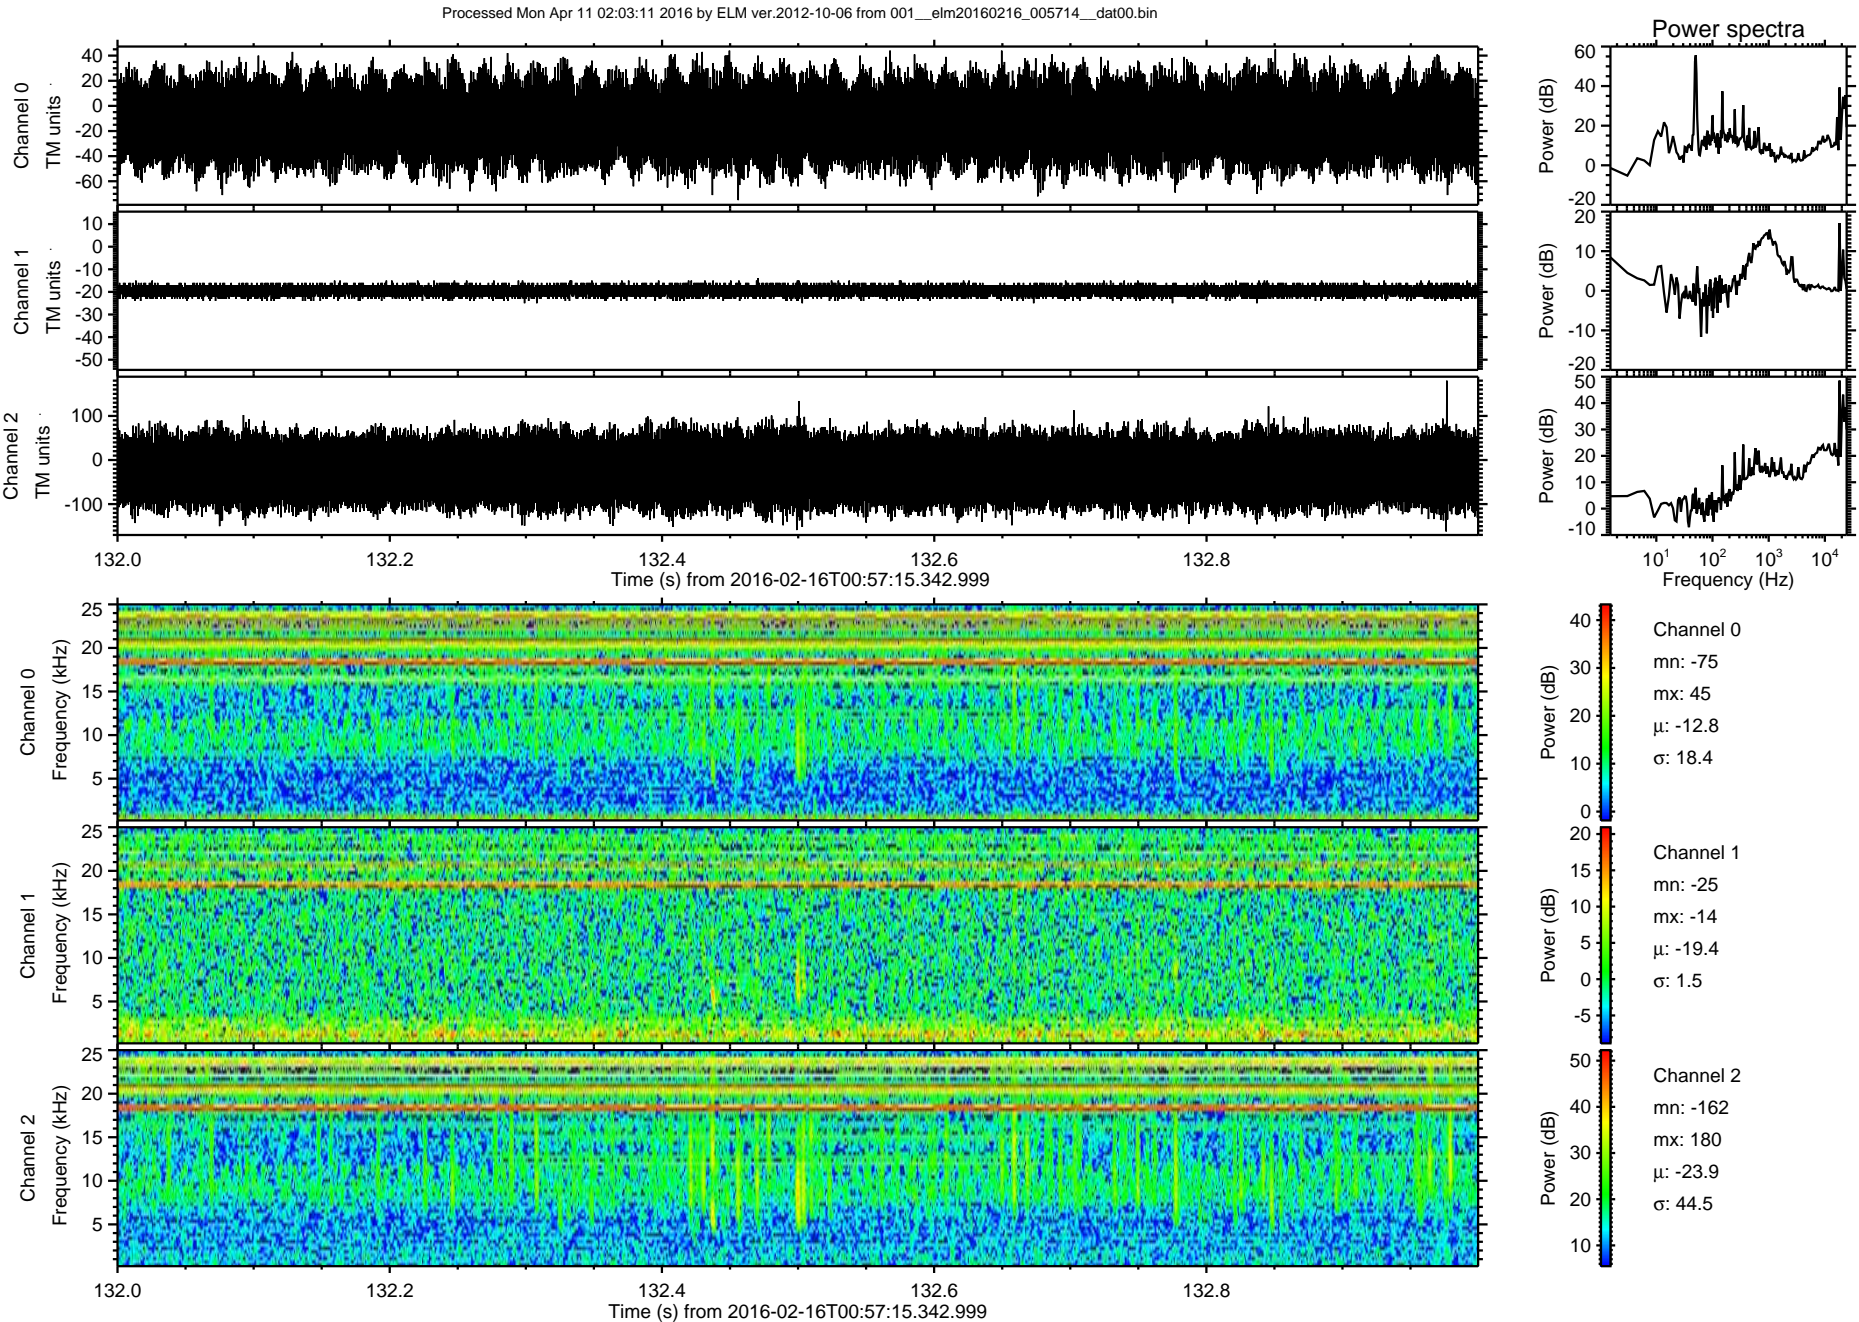 Processed Mon Apr 11 02:03:11 2016 by ELM ver.2012-10-06 from 001__elm20160216_005714__dat00.bin
Power spectra
Channel 0
TM units
40
20
0
-20
-40
-60
Power (dB)
60
40
20
0
-20
Channel 1
TM units
10
0
-10
-20
-30
-40
-50
Power (dB)
20
10
0
-10
-20
Channel 2
TM units
100
0
-100
Power (dB)
50
40
30
20
10
0
-10
132.0 132.2 132.4 132.6 132.8
Time (s) from 2016-02-16T00:57:15.342.999
10¹ 10² 10³ 10⁴
Frequency (Hz)
Channel 0
Frequency (kHz)
25
20
15
10
5
Power (dB)
40
30
20
10
0
Channel 0
mn: -75
mx: 45
μ: -12.8
σ: 18.4
Channel 1
Frequency (kHz)
25
20
15
10
5
Power (dB)
20
15
10
5
0
-5
Channel 1
mn: -25
mx: -14
μ: -19.4
σ: 1.5
Channel 2
Frequency (kHz)
25
20
15
10
5
Power (dB)
50
40
30
20
10
Channel 2
mn: -162
mx: 180
μ: -23.9
σ: 44.5
132.0 132.2 132.4 132.6 132.8
Time (s) from 2016-02-16T00:57:15.342.999